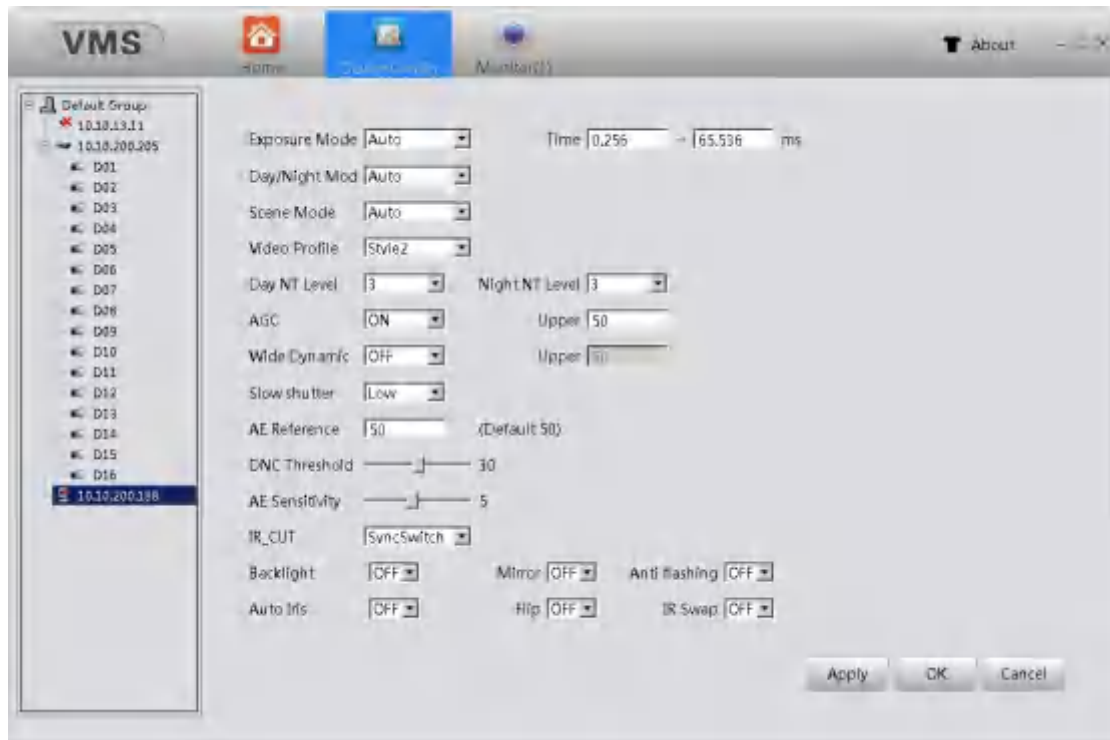 VMS
Home
Monitor(1)
About
Default Group
10.10.13.11
10.10.200.205
D01
D02
D03
D04
D05
D06
D07
D08
D09
D10
D11
D12
D13
D14
D15
D16
10.10.200.188
Exposure Mode Auto Time 0.256 ~ 65.536 ms
Day/Night Mod Auto
Scene Mode Auto
Video Profile Style2
Day NT Level 3 Night NT Level 3
AGC ON Upper 50
Wide Dynamic OFF Upper 50
Slow shutter Low
AE Reference 50 (Default 50)
DNC Threshold 30
AE Sensitivity 5
IR_CUT SyncSwitch
Backlight OFF Mirror OFF Anti flashing OFF
Auto Iris OFF Flip OFF IR Swap OFF
Apply OK Cancel